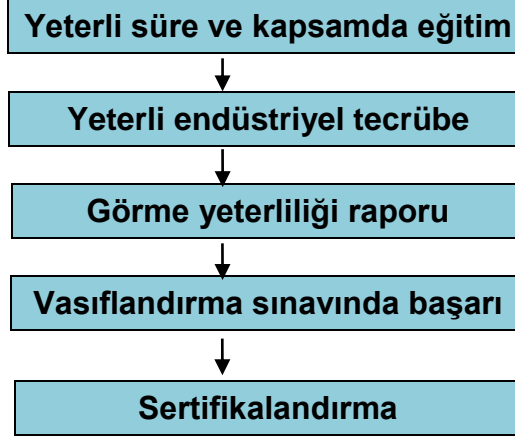 Yeterli süre ve kapsamda eğitim
Yeterli endüstriyel tecrübe
Görme yeterliliği raporu
Vasıflandırma sınavında başarı
Sertifikalandırma